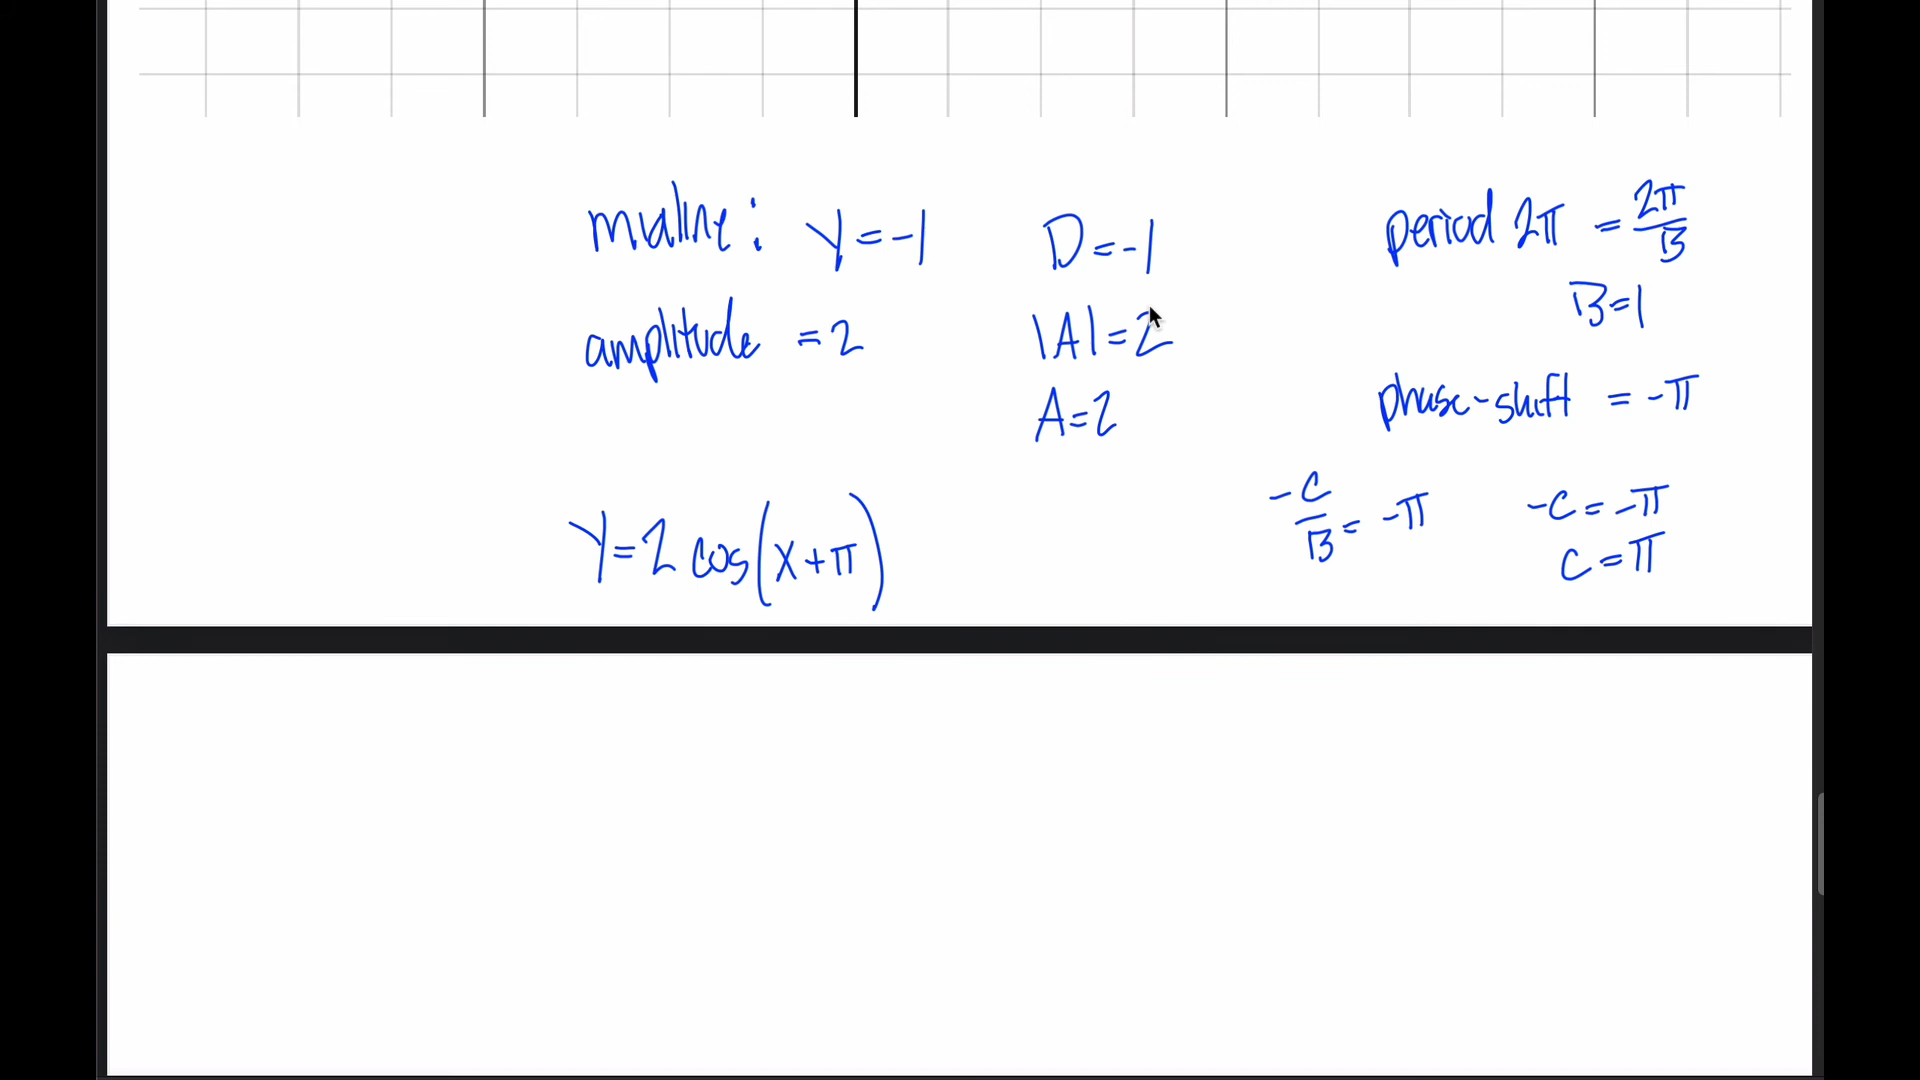 midline: Y=-1 D=-1 period 2π = 2π/B
B=1
amplitude =2 |A|=2
A=2 phase-shift = -π
-C/B = -π -C=-π
Y=2 cos(x+π) C=π